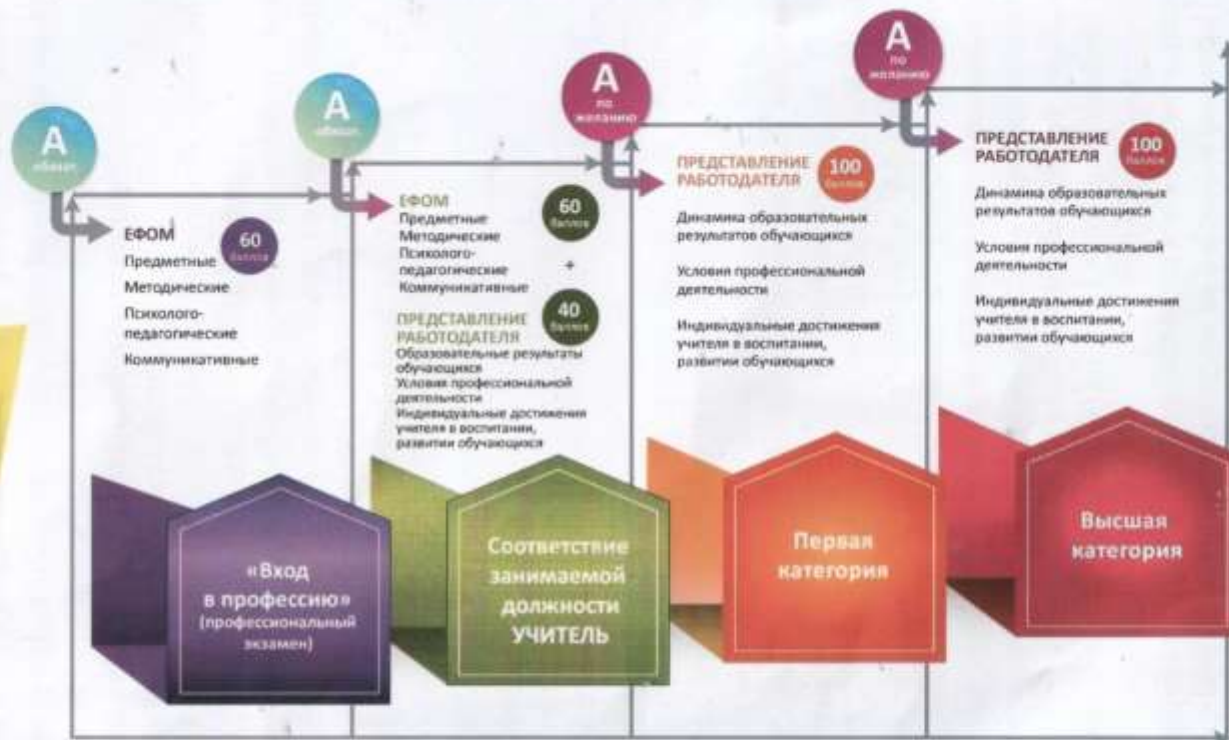 А
обязат.
ЕФОМ
60
баллов
Предметные
Методические
Психолого-
педагогические
Коммуникативные
«Вход
в профессию»
(профессиональный
экзамен)
А
обязат.
ЕФОМ
60
баллов
Предметные
Методические
Психолого-
педагогические
Коммуникативные
+
ПРЕДСТАВЛЕНИЕ
РАБОТОДАТЕЛЯ
40
баллов
Образовательные результаты
обучающихся
Условия профессиональной
деятельности
Индивидуальные достижения
учителя в воспитании,
развитии обучающихся
Соответствие
занимаемой
должности
УЧИТЕЛЬ
А
по
желанию
ПРЕДСТАВЛЕНИЕ
РАБОТОДАТЕЛЯ
100
баллов
Динамика образовательных
результатов обучающихся
Условия профессиональной
деятельности
Индивидуальные достижения
учителя в воспитании,
развитии обучающихся
Первая
категория
А
по
желанию
ПРЕДСТАВЛЕНИЕ
РАБОТОДАТЕЛЯ
100
баллов
Динамика образовательных
результатов обучающихся
Условия профессиональной
деятельности
Индивидуальные достижения
учителя в воспитании,
развитии обучающихся
Высшая
категория